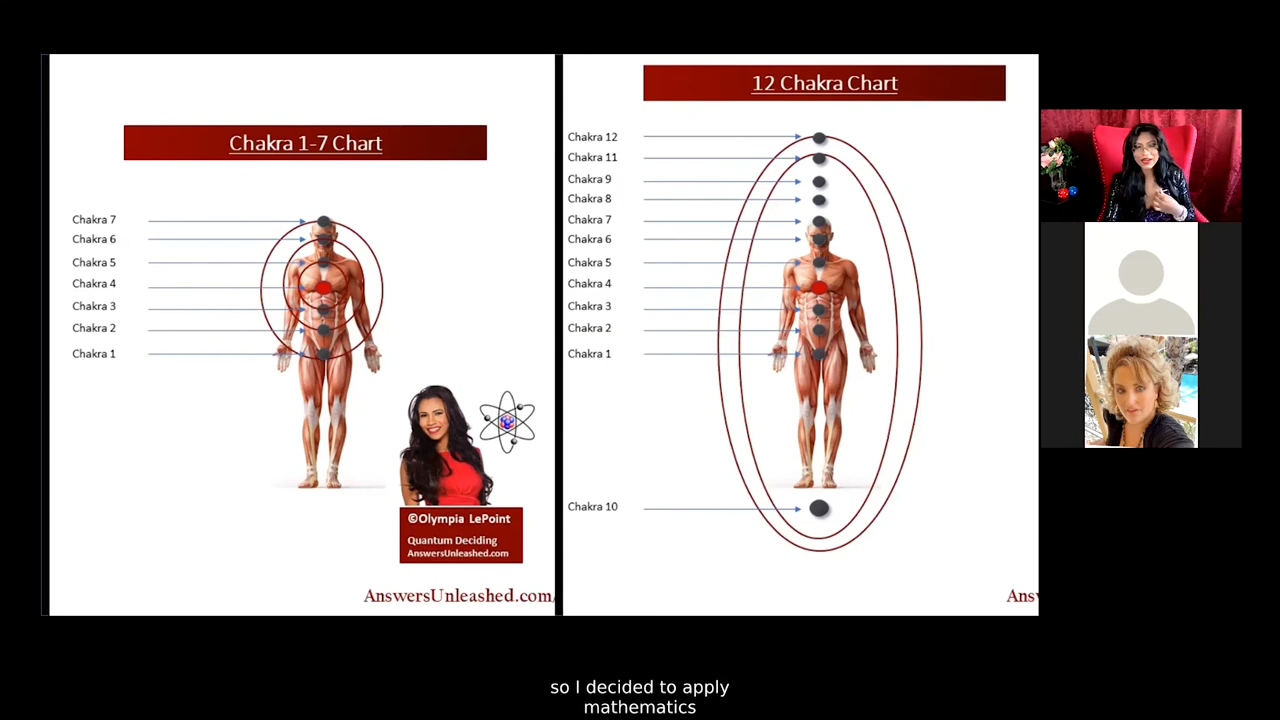 Chakra 1-7 Chart
Chakra 7
Chakra 6
Chakra 5
Chakra 4
Chakra 3
Chakra 2
Chakra 1
©Olympia LePoint
Quantum Deciding
AnswersUnleashed.com
AnswersUnleashed.com/
12 Chakra Chart
Chakra 12
Chakra 11
Chakra 9
Chakra 8
Chakra 7
Chakra 6
Chakra 5
Chakra 4
Chakra 3
Chakra 2
Chakra 1
Chakra 10
Ans
so I decided to apply
mathematics